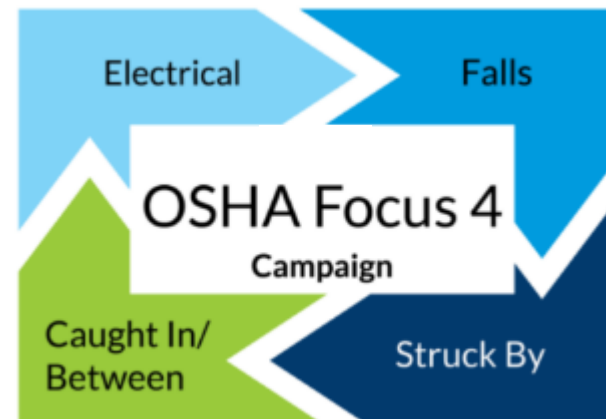 Electrical
Falls
OSHA Focus 4
Campaign
Caught In/
Between
Struck By